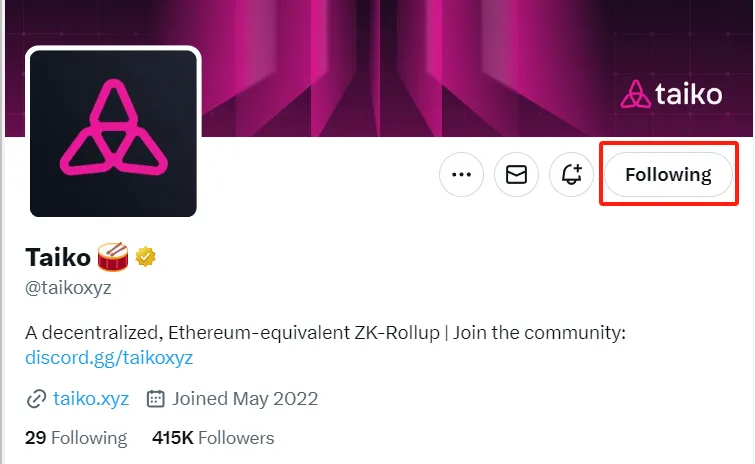 taiko
Following
Taiko 🥁
@taikoxyz
A decentralized, Ethereum-equivalent ZK-Rollup | Join the community:
discord.gg/taikoxyz
taiko.xyz Joined May 2022
29 Following 415K Followers